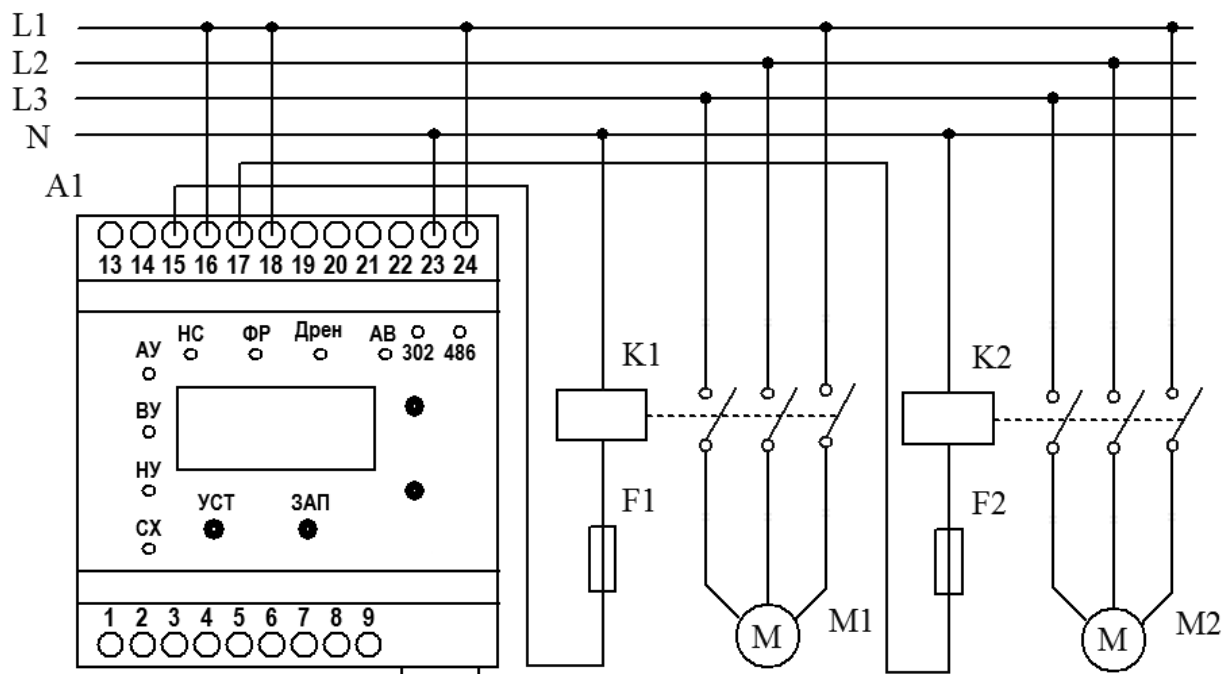 L1
L2
L3
N
A1
13 14 15 16 17 18 19 20 21 22 23 24
НС ФР Дрен АВ 302 486
АУ
ВУ
НУ
СХ
УСТ ЗАП
1 2 3 4 5 6 7 8 9
K1
F1
M M1
K2
F2
M M2